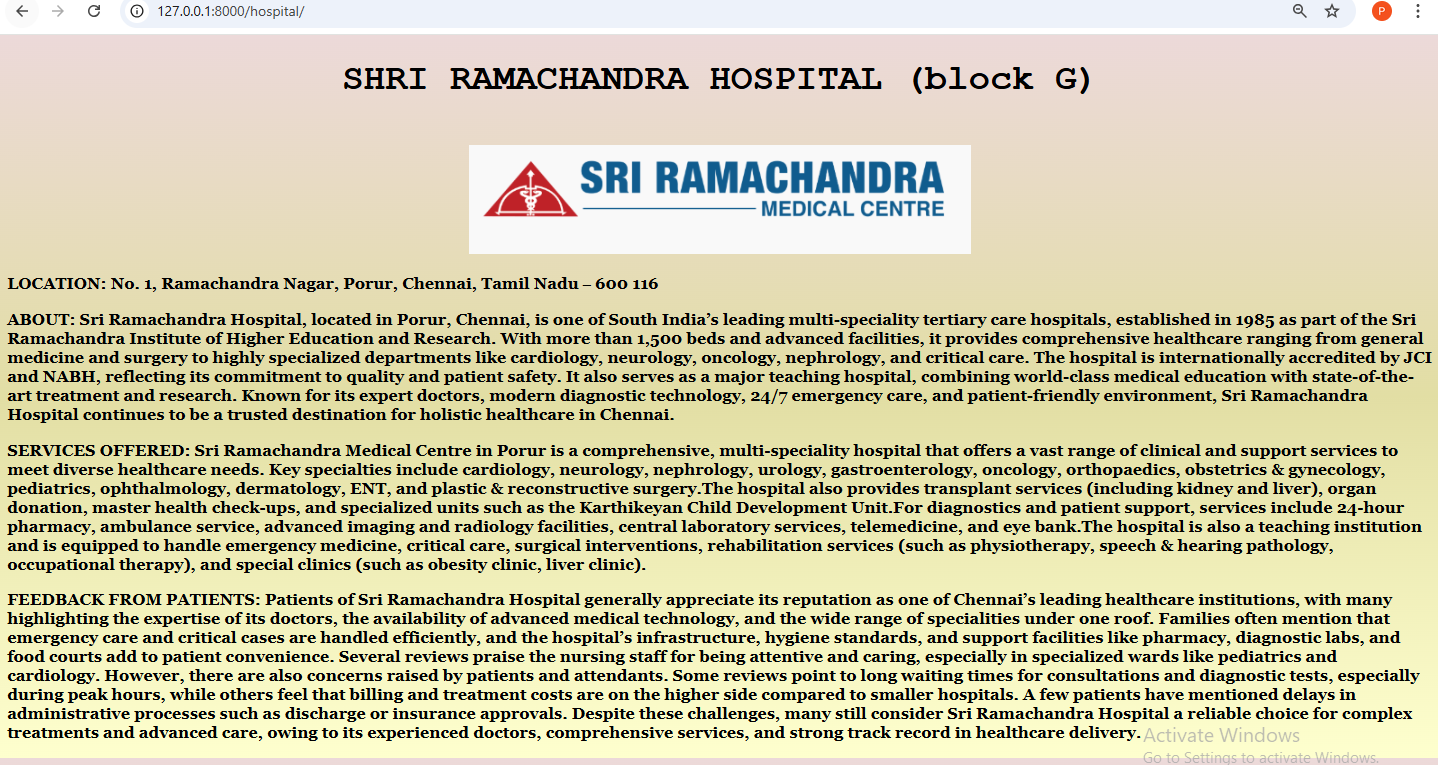 127.0.0.1:8000/hospital/
P
SHRI RAMACHANDRA HOSPITAL (block G)
SRI RAMACHANDRA
MEDICAL CENTRE
LOCATION: No. 1, Ramachandra Nagar, Porur, Chennai, Tamil Nadu – 600 116
ABOUT: Sri Ramachandra Hospital, located in Porur, Chennai, is one of South India’s leading multi-speciality tertiary care hospitals, established in 1985 as part of the Sri
Ramachandra Institute of Higher Education and Research. With more than 1,500 beds and advanced facilities, it provides comprehensive healthcare ranging from general
medicine and surgery to highly specialized departments like cardiology, neurology, oncology, nephrology, and critical care. The hospital is internationally accredited by JCI
and NABH, reflecting its commitment to quality and patient safety. It also serves as a major teaching hospital, combining world-class medical education with state-of-the-
art treatment and research. Known for its expert doctors, modern diagnostic technology, 24/7 emergency care, and patient-friendly environment, Sri Ramachandra
Hospital continues to be a trusted destination for holistic healthcare in Chennai.
SERVICES OFFERED: Sri Ramachandra Medical Centre in Porur is a comprehensive, multi-speciality hospital that offers a vast range of clinical and support services to
meet diverse healthcare needs. Key specialties include cardiology, neurology, nephrology, urology, gastroenterology, oncology, orthopaedics, obstetrics & gynecology,
pediatrics, ophthalmology, dermatology, ENT, and plastic & reconstructive surgery.The hospital also provides transplant services (including kidney and liver), organ
donation, master health check-ups, and specialized units such as the Karthikeyan Child Development Unit.For diagnostics and patient support, services include 24-hour
pharmacy, ambulance service, advanced imaging and radiology facilities, central laboratory services, telemedicine, and eye bank.The hospital is also a teaching institution
and is equipped to handle emergency medicine, critical care, surgical interventions, rehabilitation services (such as physiotherapy, speech & hearing pathology,
occupational therapy), and special clinics (such as obesity clinic, liver clinic).
FEEDBACK FROM PATIENTS: Patients of Sri Ramachandra Hospital generally appreciate its reputation as one of Chennai’s leading healthcare institutions, with many
highlighting the expertise of its doctors, the availability of advanced medical technology, and the wide range of specialities under one roof. Families often mention that
emergency care and critical cases are handled efficiently, and the hospital’s infrastructure, hygiene standards, and support facilities like pharmacy, diagnostic labs, and
food courts add to patient convenience. Several reviews praise the nursing staff for being attentive and caring, especially in specialized wards like pediatrics and
cardiology. However, there are also concerns raised by patients and attendants. Some reviews point to long waiting times for consultations and diagnostic tests, especially
during peak hours, while others feel that billing and treatment costs are on the higher side compared to smaller hospitals. A few patients have mentioned delays in
administrative processes such as discharge or insurance approvals. Despite these challenges, many still consider Sri Ramachandra Hospital a reliable choice for complex
treatments and advanced care, owing to its experienced doctors, comprehensive services, and strong track record in healthcare delivery.
Activate Windows
Go to Settings to activate Windows.